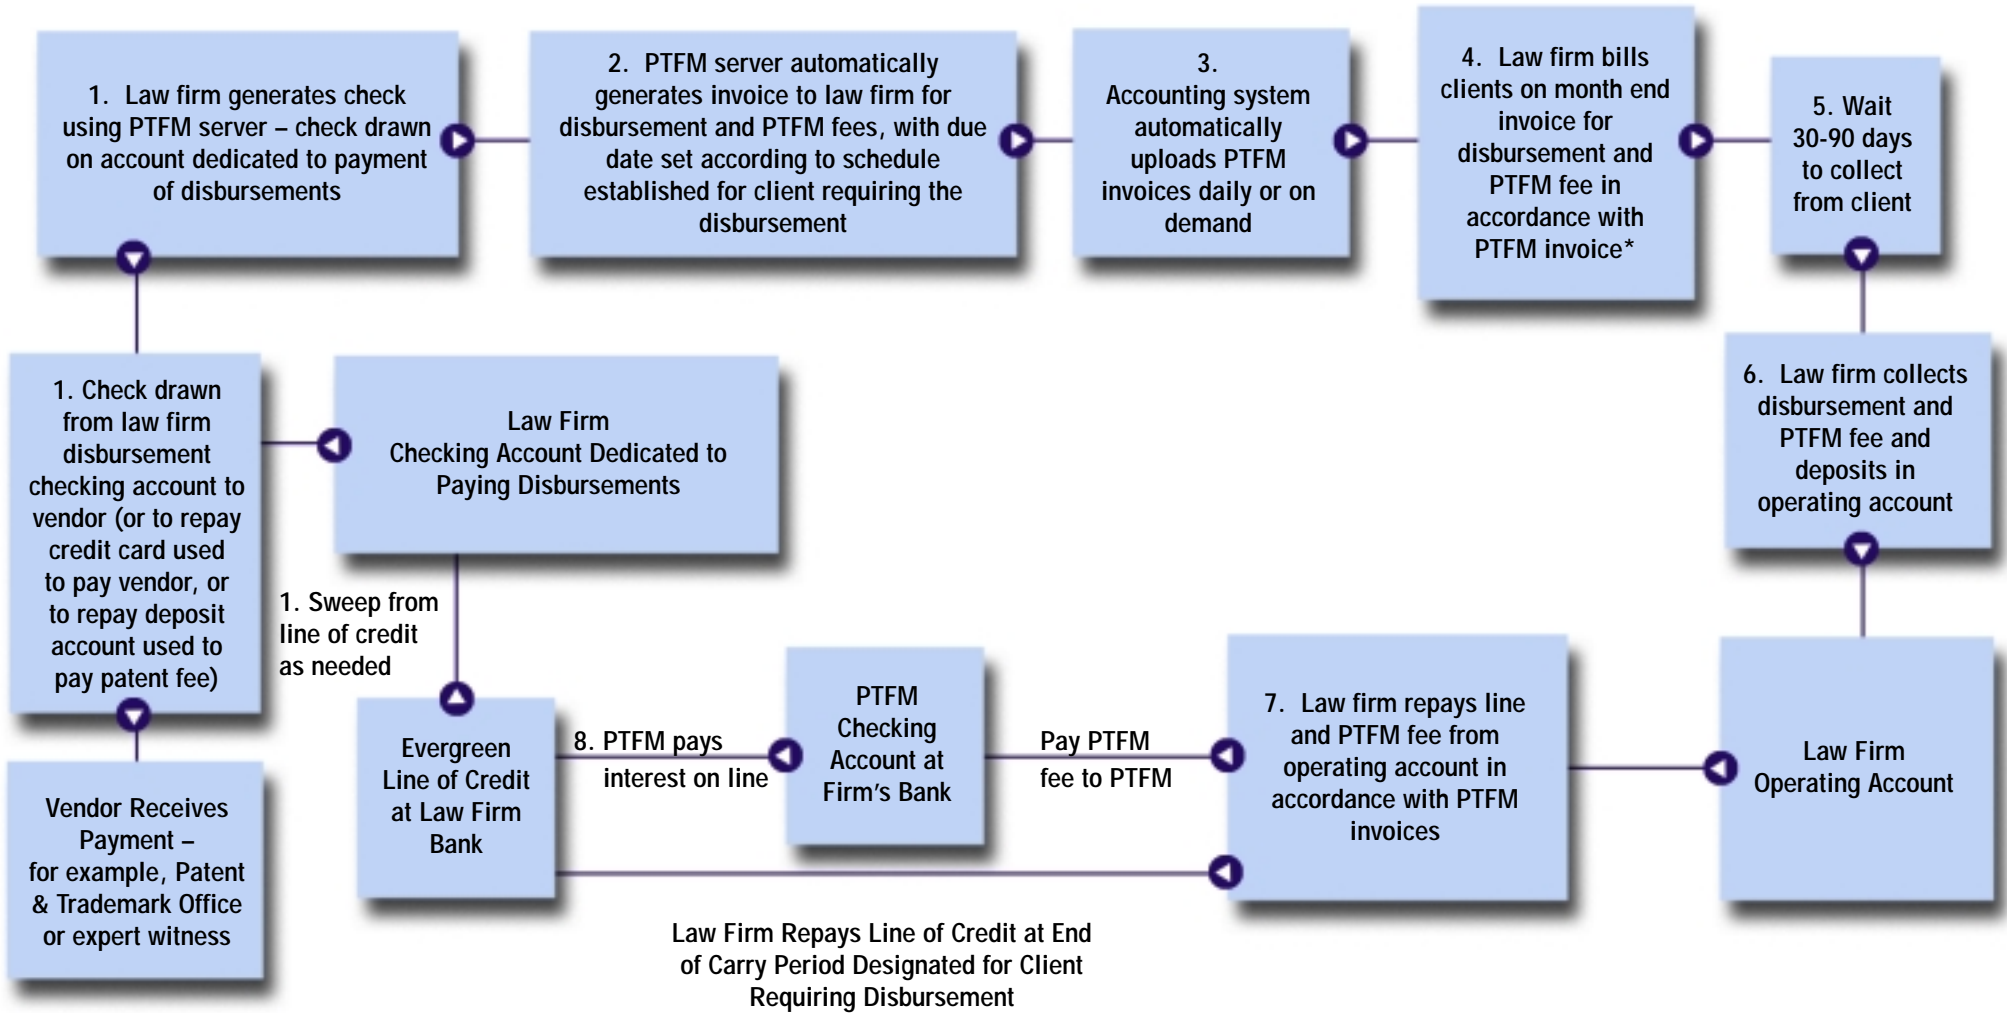 1. Law firm generates check
using PTFM server – check drawn
on account dedicated to payment
of disbursements
2. PTFM server automatically
generates invoice to law firm for
disbursement and PTFM fees, with due
date set according to schedule
established for client requiring the
disbursement
3.
Accounting system
automatically
uploads PTFM
invoices daily or on
demand
4. Law firm bills
clients on month end
invoice for
disbursement and
PTFM fee in
accordance with
PTFM invoice*
5. Wait
30-90 days
to collect
from client
6. Law firm collects
disbursement and
PTFM fee and
deposits in
operating account
1. Check drawn
from law firm
disbursement
checking account to
vendor (or to repay
credit card used
to pay vendor, or
to repay deposit
account used to
pay patent fee)
Law Firm
Checking Account Dedicated to
Paying Disbursements
1. Sweep from
line of credit
as needed
Evergreen
Line of Credit
at Law Firm
Bank
8. PTFM pays
interest on line
PTFM
Checking
Account at
Firm's Bank
Pay PTFM
fee to PTFM
7. Law firm repays line
and PTFM fee from
operating account in
accordance with PTFM
invoices
Law Firm
Operating Account
Vendor Receives
Payment –
for example, Patent
& Trademark Office
or expert witness
Law Firm Repays Line of Credit at End
of Carry Period Designated for Client
Requiring Disbursement